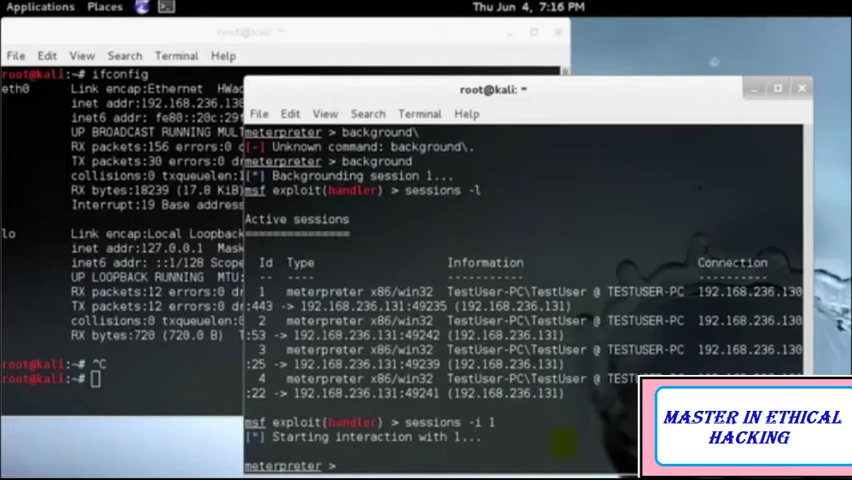 Applications Places Thu Jun 4, 7:16 PM
root@kali: ~
File Edit View Search Terminal Help
root@kali:~# ifconfig
eth0 Link encap:Ethernet
inet addr:192.168.236.130
inet6 addr: fe80::20c:29f
UP BROADCAST RUNNING
RX packets:156 errors:0
TX packets:30 errors:0
collisions:0 txqueuelen:
RX bytes:18239 (17.8 KiB)
Interrupt:19 Base address
lo Link encap:Local Loopback
inet addr:127.0.0.1
inet6 addr: ::1/128
UP LOOPBACK RUNNING MTU:
RX packets:12 errors:0
TX packets:12 errors:0
collisions:0 txqueuelen:
RX bytes:720 (720.0 B)
root@kali:~# ^C
root@kali:~#
root@kali: ~
File Edit View Search Terminal Help
meterpreter > background\
[-] Unknown command: background\.
meterpreter > background
[*] Backgrounding session 1...
msf exploit(handler) > sessions -l
Active sessions
===============
Id Type Information Connection
-- ---- ----------- ----------
1 meterpreter x86/win32 TestUser-PC\TestUser @ TESTUSER-PC 192.168.236.130
:443 -> 192.168.236.131:49235 (192.168.236.131)
2 meterpreter x86/win32 TestUser-PC\TestUser @ TESTUSER-PC 192.168.236.130
:53 -> 192.168.236.131:49242 (192.168.236.131)
3 meterpreter x86/win32 TestUser-PC\TestUser @ TESTUSER-PC 192.168.236.130
:25 -> 192.168.236.131:49239 (192.168.236.131)
4 meterpreter x86/win32 TestUser-PC\TestUser @
:22 -> 192.168.236.131:49241 (192.168.236.131)
msf exploit(handler) > sessions -i 1
[*] Starting interaction with 1...
meterpreter >
MASTER IN ETHICAL
HACKING